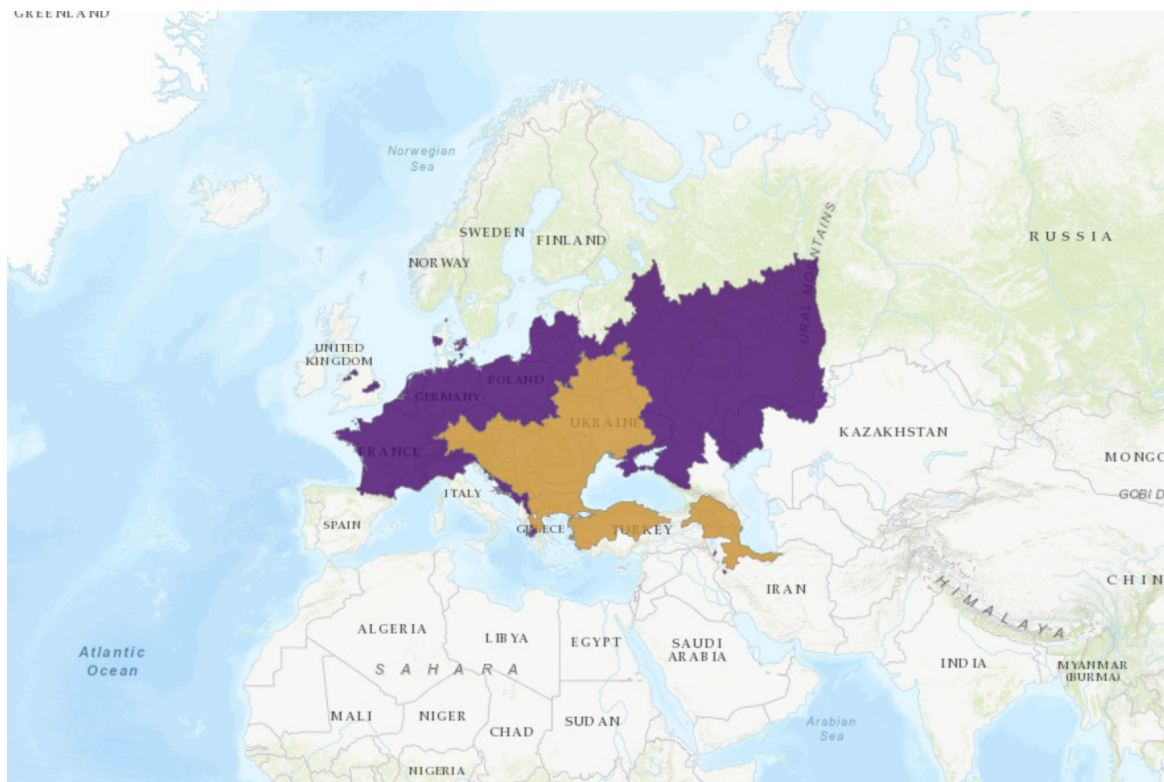 GREENLAND
Norwegian
Sea
SWEDEN
FINLAND
NORWAY
RUSSIA
URAL MOUNTAINS
UNITED
KINGDOM
POLAND
GERMANY
UKRAINE
KAZAKHSTAN
FRANCE
MONGO
ITALY
GOBI D
SPAIN
GREECE
TURKEY
CHIN
IRAN
HIMALAYA
ALGERIA
LIBYA
EGYPT
SAUDI
ARABIA
SAHARA
INDIA
MYANMAR
(BURMA)
Atlantic
Ocean
MALI
NIGER
CHAD
SUDAN
Arabian
Sea
NIGERIA